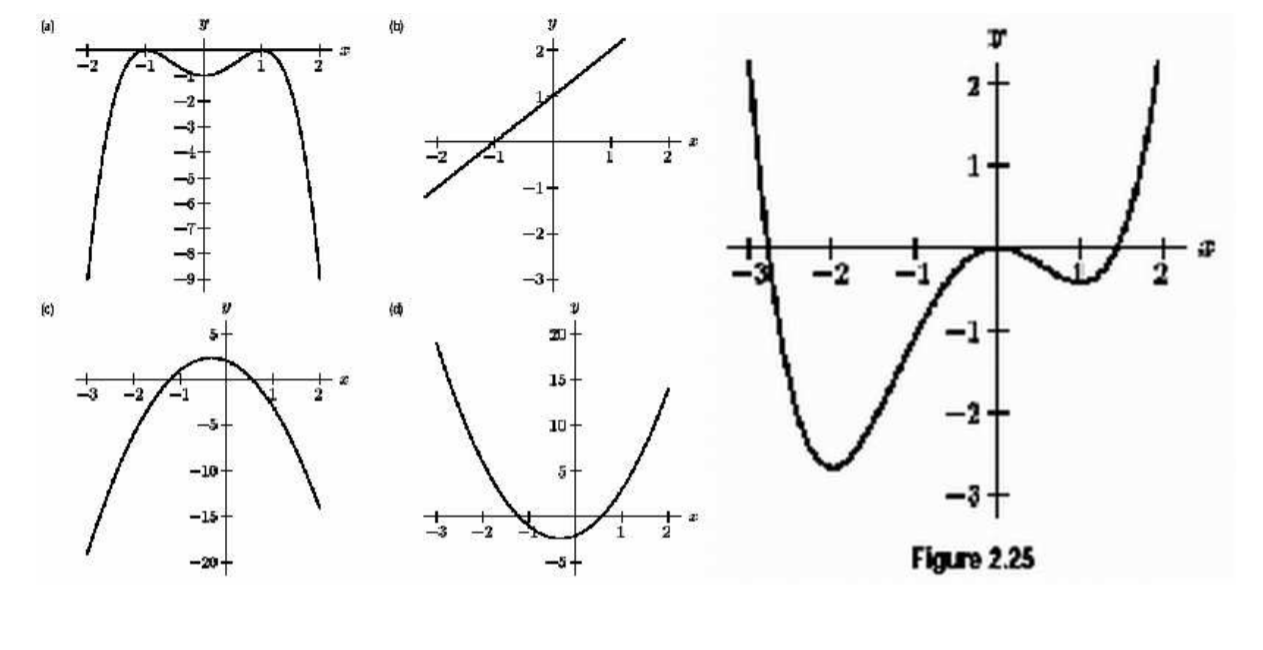 (a)
y
x
−2 −1 1 2
−1
−2
−3
−4
−5
−6
−7
−8
−9
(b)
y
x
2
1
−2 −1 1 2
−1
−2
−3
(c)
y
x
5
−3 −2 −1 1 2
−5
−10
−15
−20
(d)
y
x
20
15
10
5
−3 −2 −1 1 2
−5
y
x
2
1
−3 −2 −1 1 2
−1
−2
−3
Figure 2.25